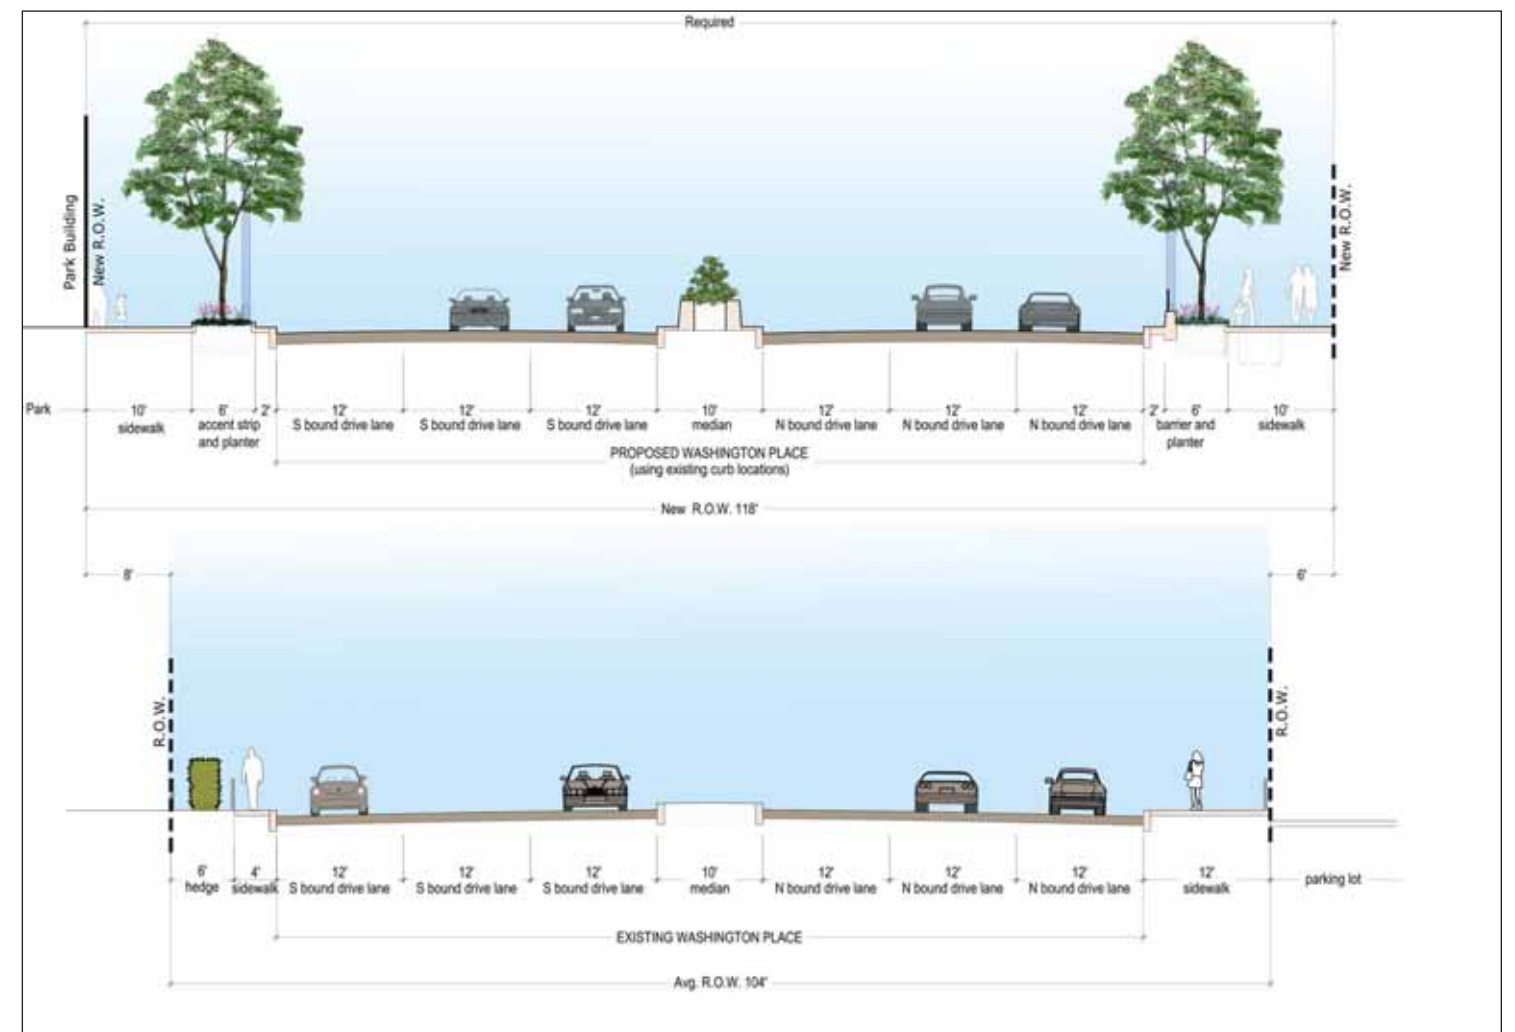 Required
Park Building
New R.O.W.
New R.O.W.
Park
10' 6' 2' 12' 12' 12' 10' 12' 12' 12' 2' 6' 10'
sidewalk accent strip S bound drive lane S bound drive lane S bound drive lane median N bound drive lane N bound drive lane N bound drive lane barrier and sidewalk
and planter planter
PROPOSED WASHINGTON PLACE
(using existing curb locations)
New R.O.W. 118'
8' 6'
R.O.W.
R.O.W.
6' 4' 12' 12' 12' 10' 12' 12' 12' 12'
hedge sidewalk S bound drive lane S bound drive lane S bound drive lane median N bound drive lane N bound drive lane N bound drive lane sidewalk parking lot
EXISTING WASHINGTON PLACE
Avg. R.O.W. 104'